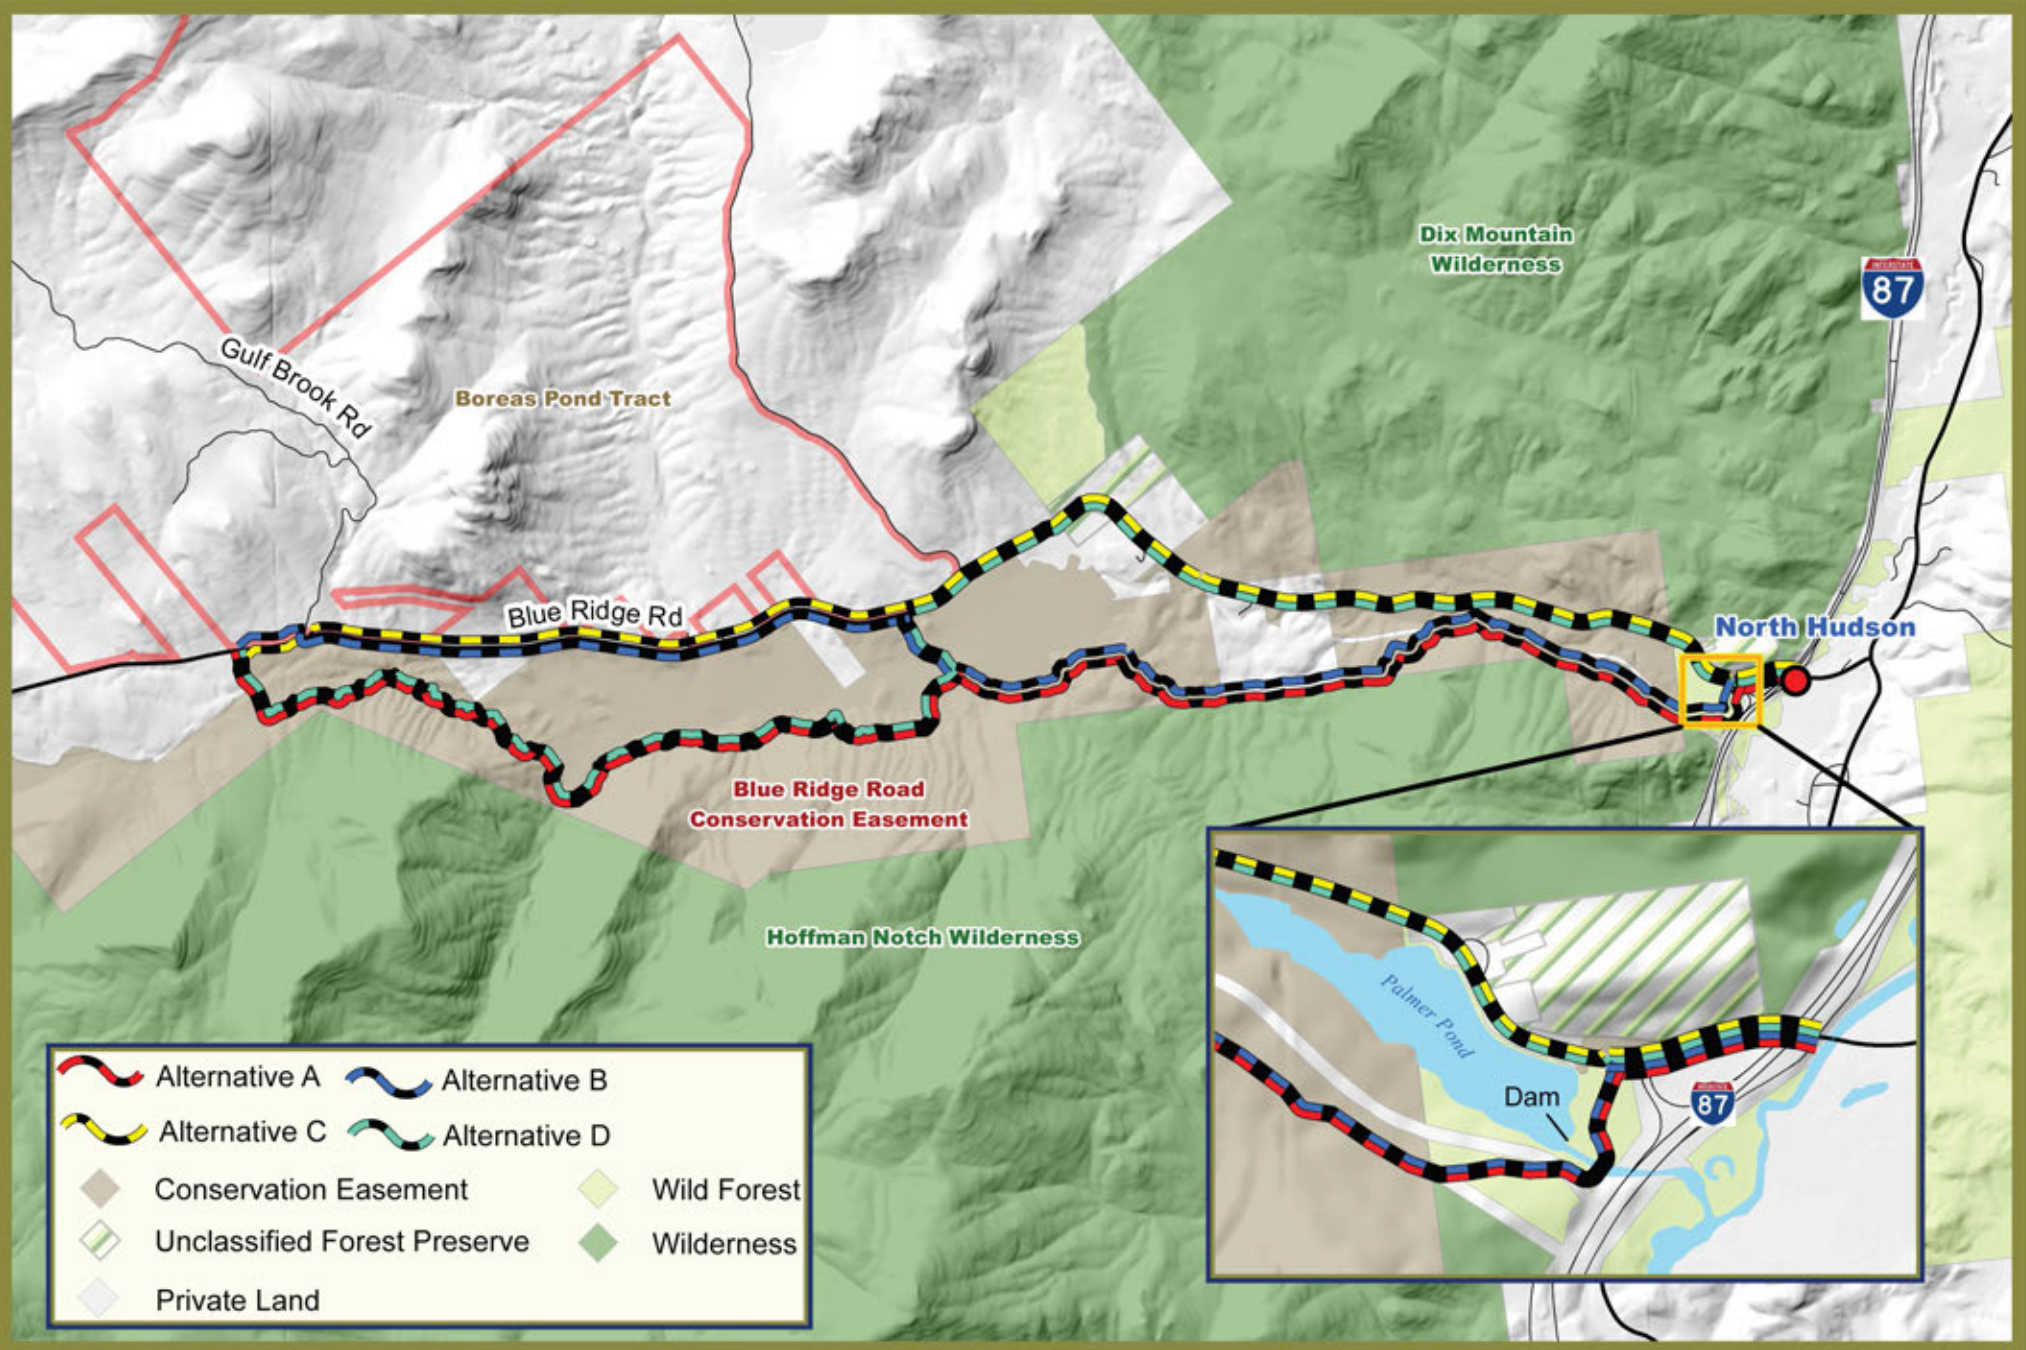 Dix Mountain
Wilderness
INTERSTATE
87
Gulf Brook Rd
Boreas Pond Tract
Blue Ridge Rd
North Hudson
Blue Ridge Road
Conservation Easement
Hoffman Notch Wilderness
Palmer Pond
Dam
87
Alternative A
Alternative B
Alternative C
Alternative D
Conservation Easement
Wild Forest
Unclassified Forest Preserve
Wilderness
Private Land